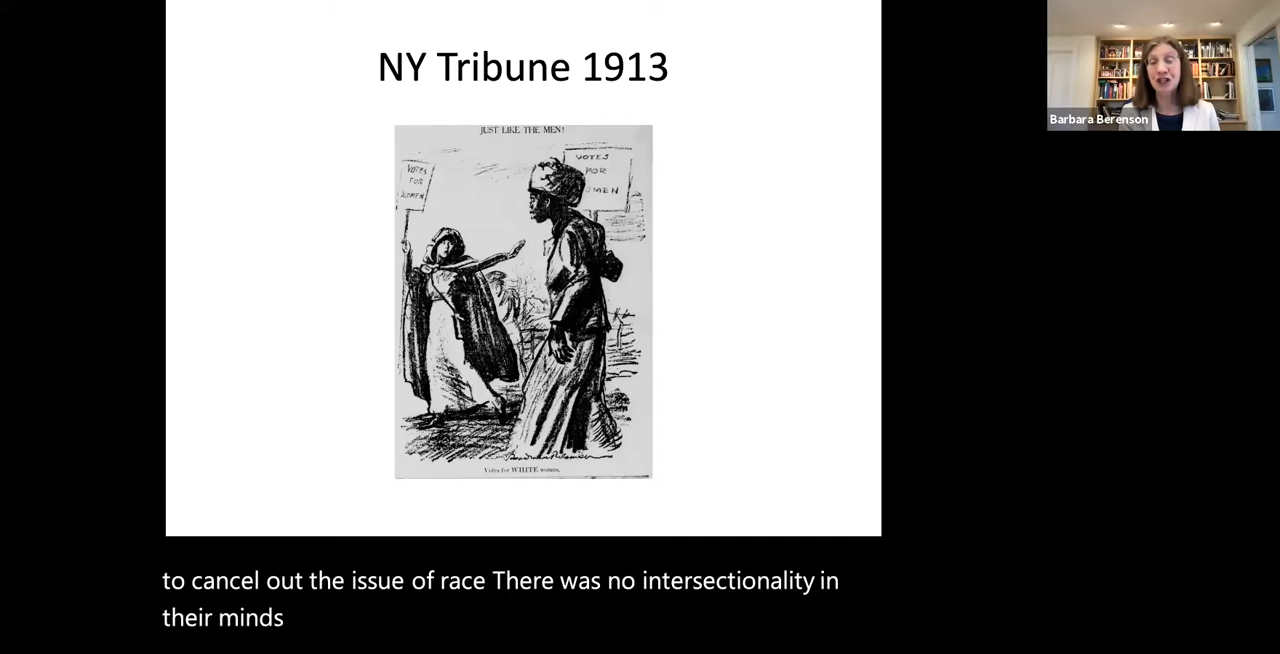 NY Tribune 1913
JUST LIKE THE MEN!
VOTES
FOR
WOMEN
VOTES
FOR
OMEN
Votes for WHITE women.
Barbara Berenson
to cancel out the issue of race There was no intersectionality in
their minds